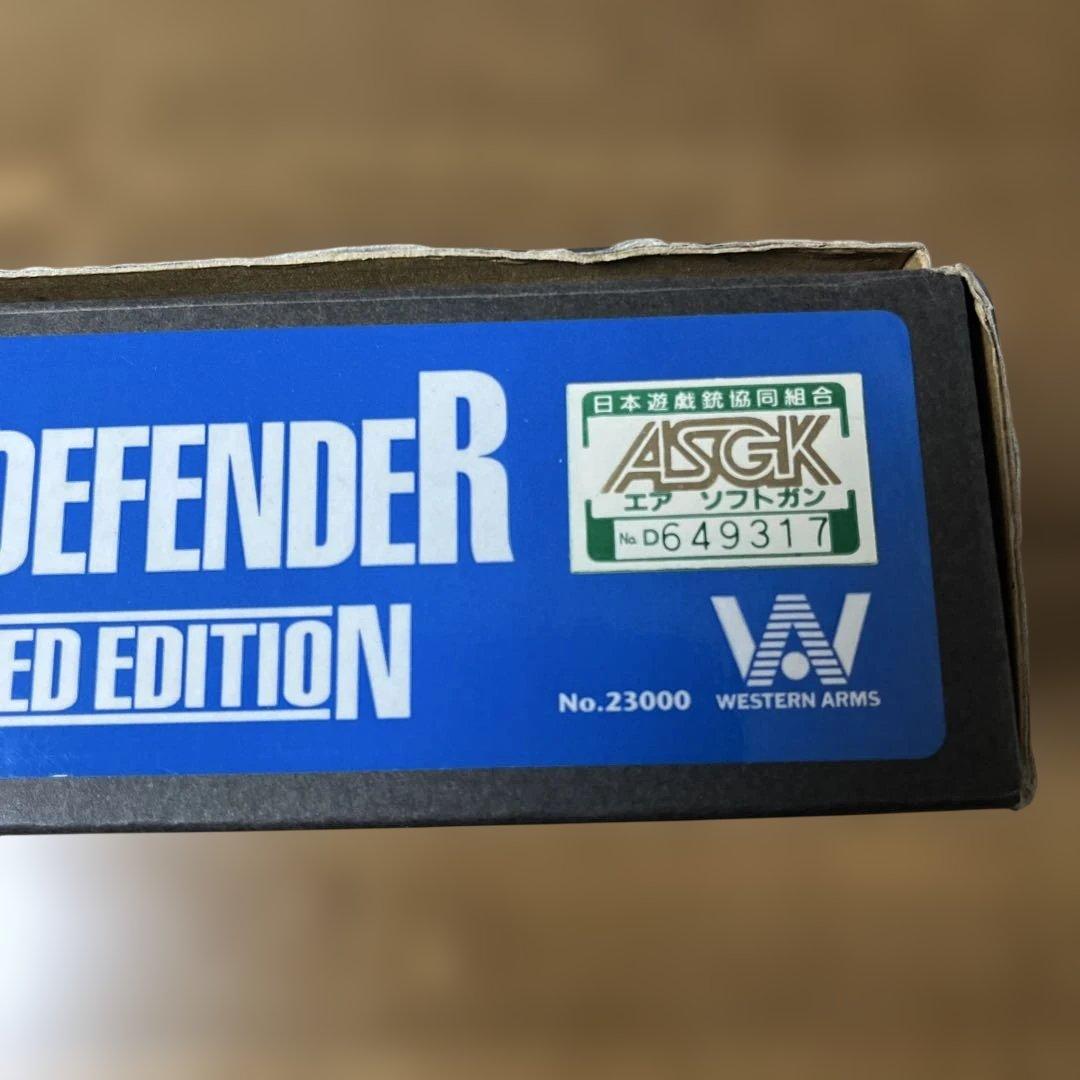 DEFENDER
ED EDITION
日本遊戯銃協同組合
ASGK
エア ソフトガン
No. D649317
No.23000
WESTERN ARMS